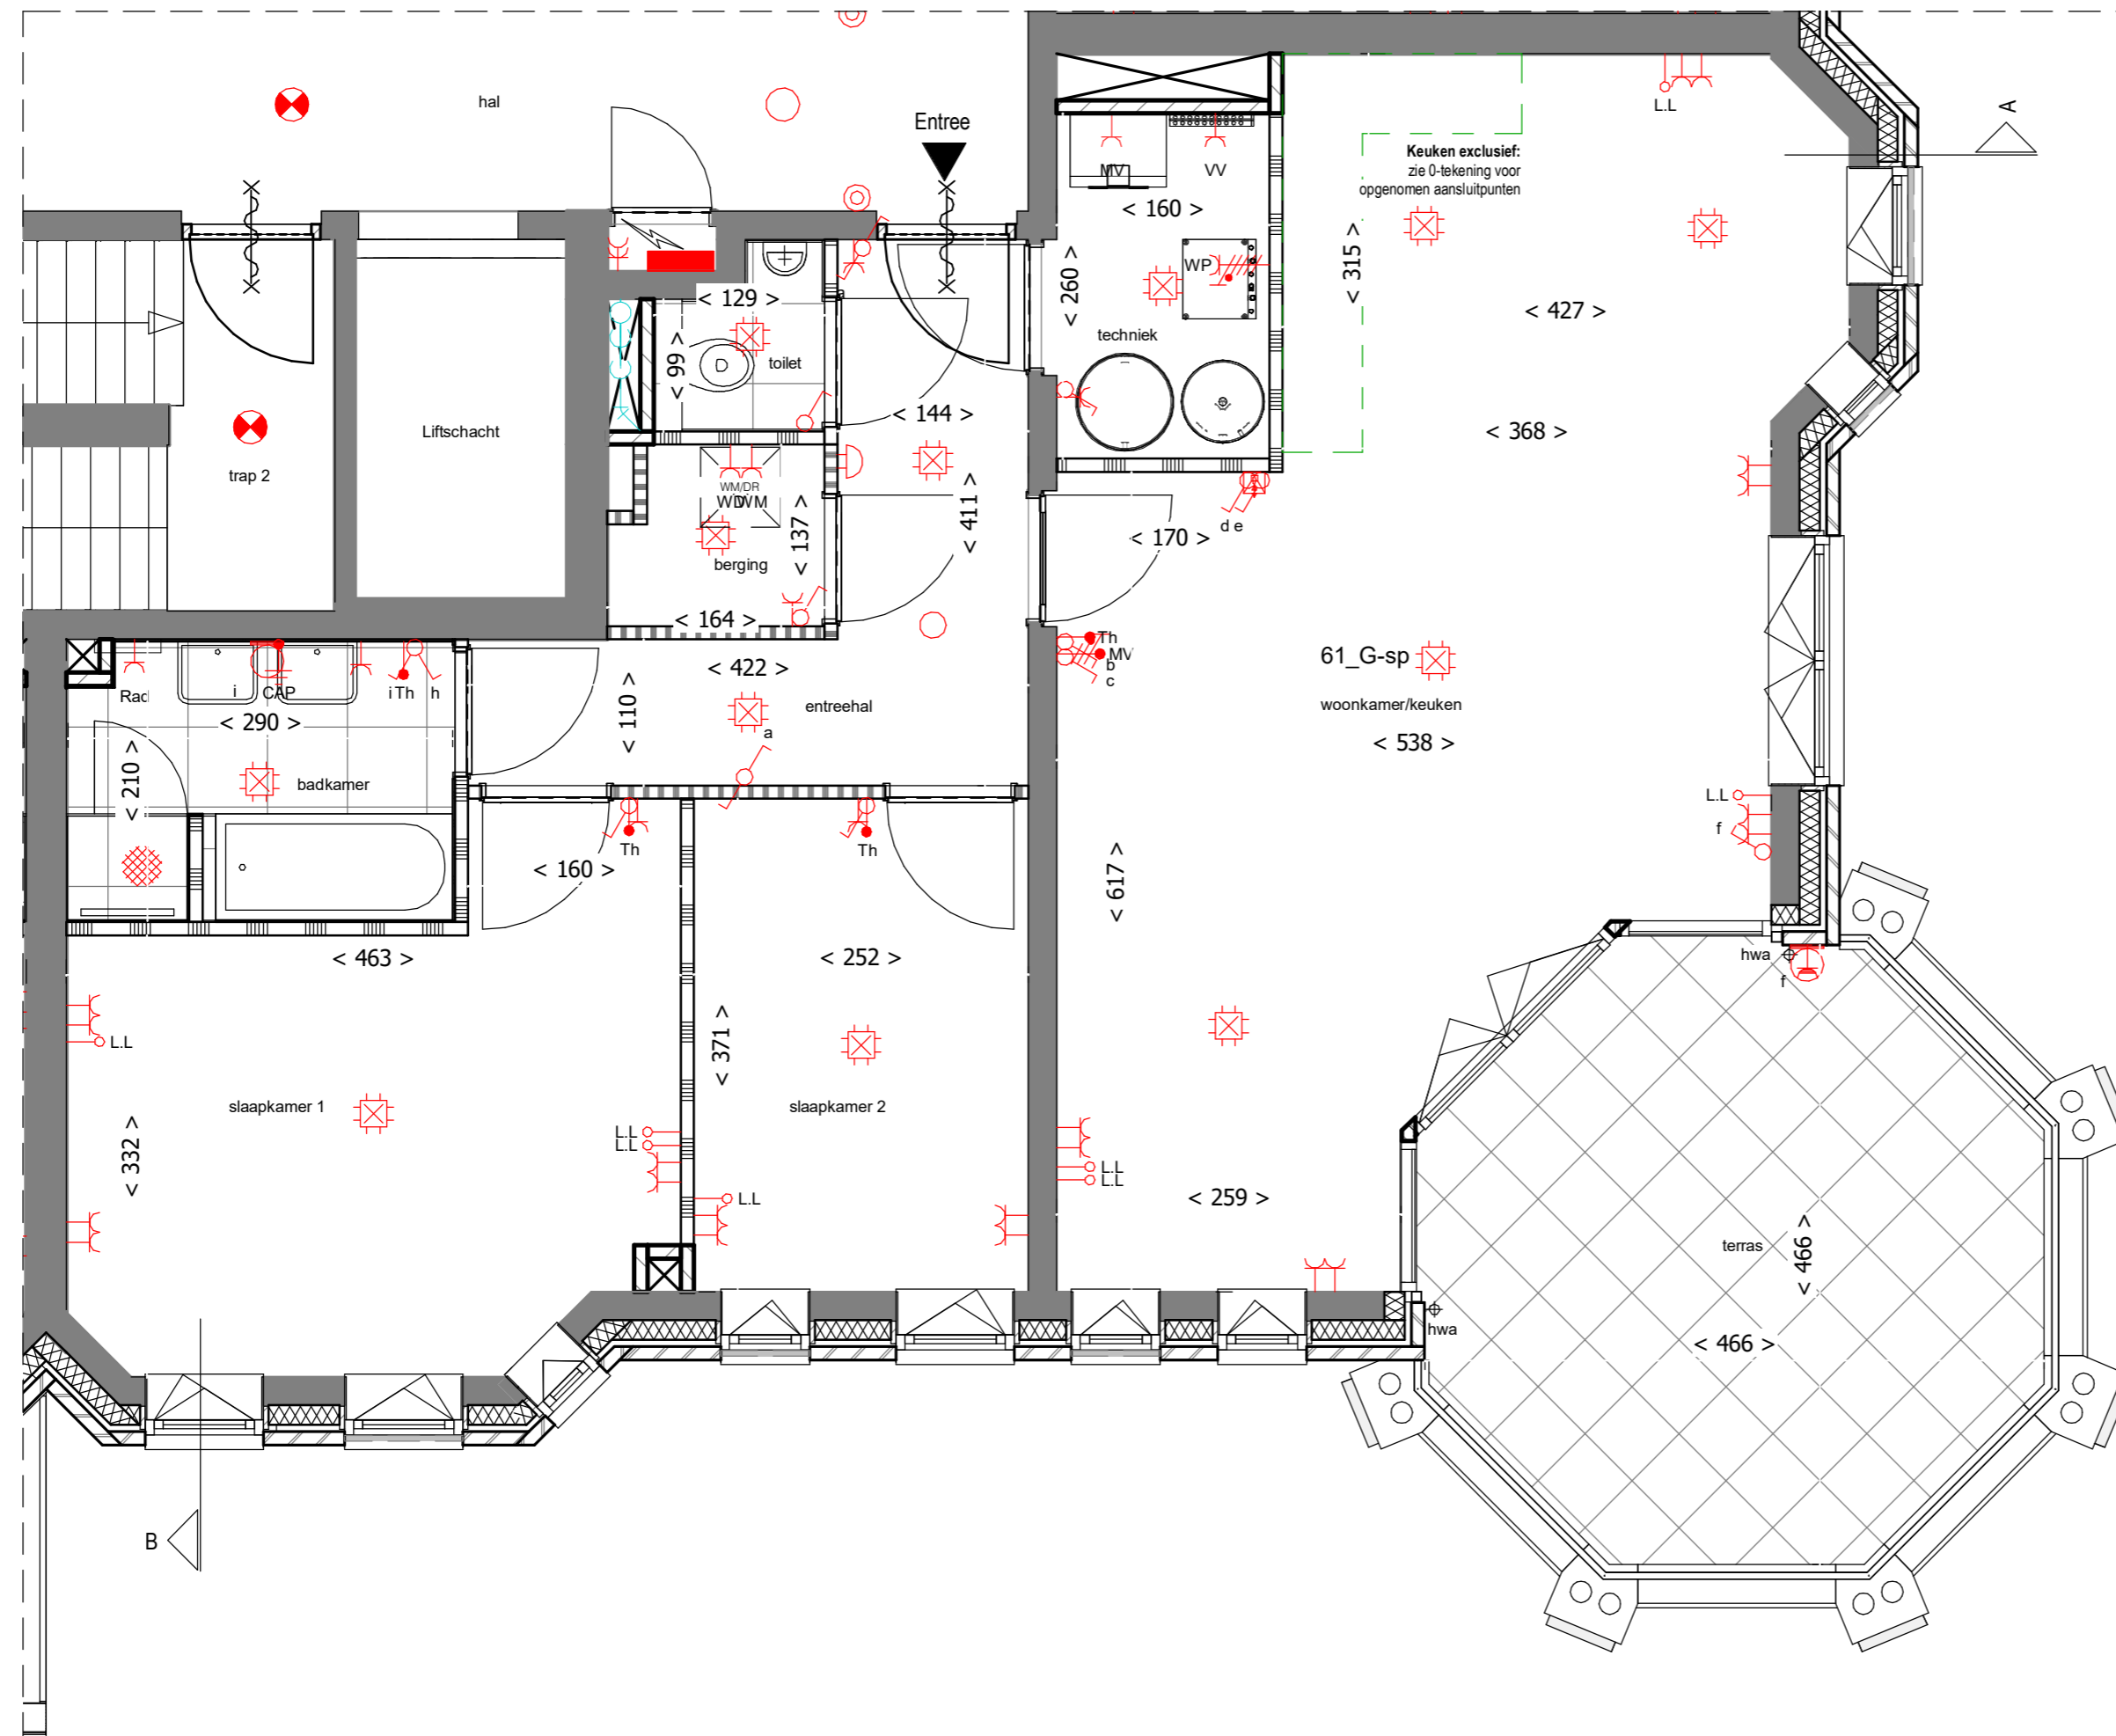 hal
Entree
A
L.L
Keuken exclusief:
zie 0-tekening voor
opgenomen aansluitpunten
MV
VV
< 160 >
< 260 >
< 315 >
WP
techniek
< 427 >
< 368 >
< 129 >
a
< 99 >
D
toilet
< 144 >
Liftschacht
trap 2
WM/DR
WD
WM
< 137 >
< 411 >
berging
< 164 >
< 170 >
d e
Th
MV
b
c
61_G-sp
woonkamer/keuken
< 538 >
< 422 >
< 110 >
entreehal
a
Rad
i
CAP
i Th
h
< 290 >
< 210 >
badkamer
Th
Th
< 160 >
L.L
f
< 617 >
< 463 >
< 252 >
hwa
f
L.L
< 371 >
slaapkamer 1
slaapkamer 2
< 332 >
L.L
L.L
L.L
L.L
L.L
< 259 >
terras
< 466 >
< 466 >
hwa
B